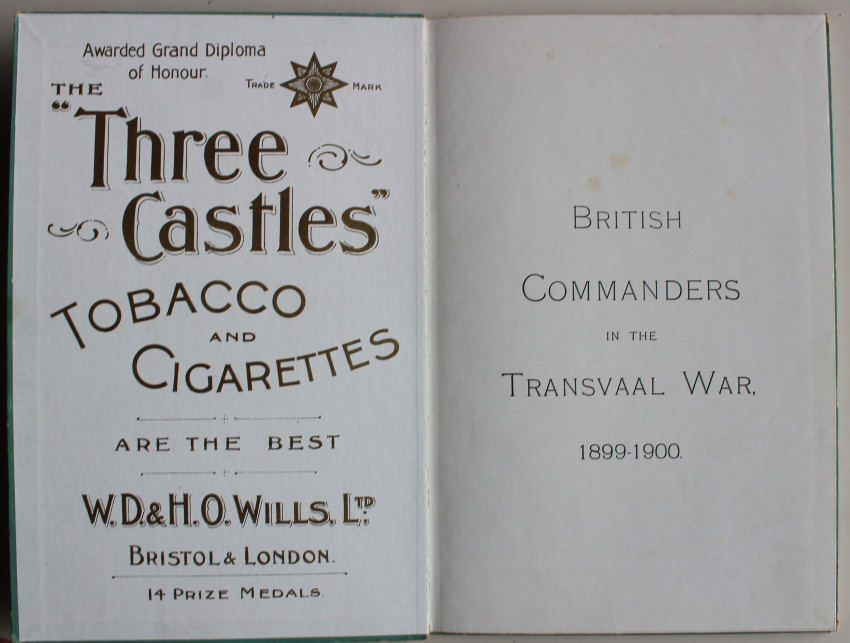 Awarded Grand Diploma
of Honour.
TRADE MARK
THE
"Three
Castles"
TOBACCO
AND
CIGARETTES
ARE THE BEST
W.D.& H.O. WILLS, LTD.
BRISTOL & LONDON.
14 PRIZE MEDALS.
BRITISH
COMMANDERS
IN THE
TRANSVAAL WAR,
1899-1900.